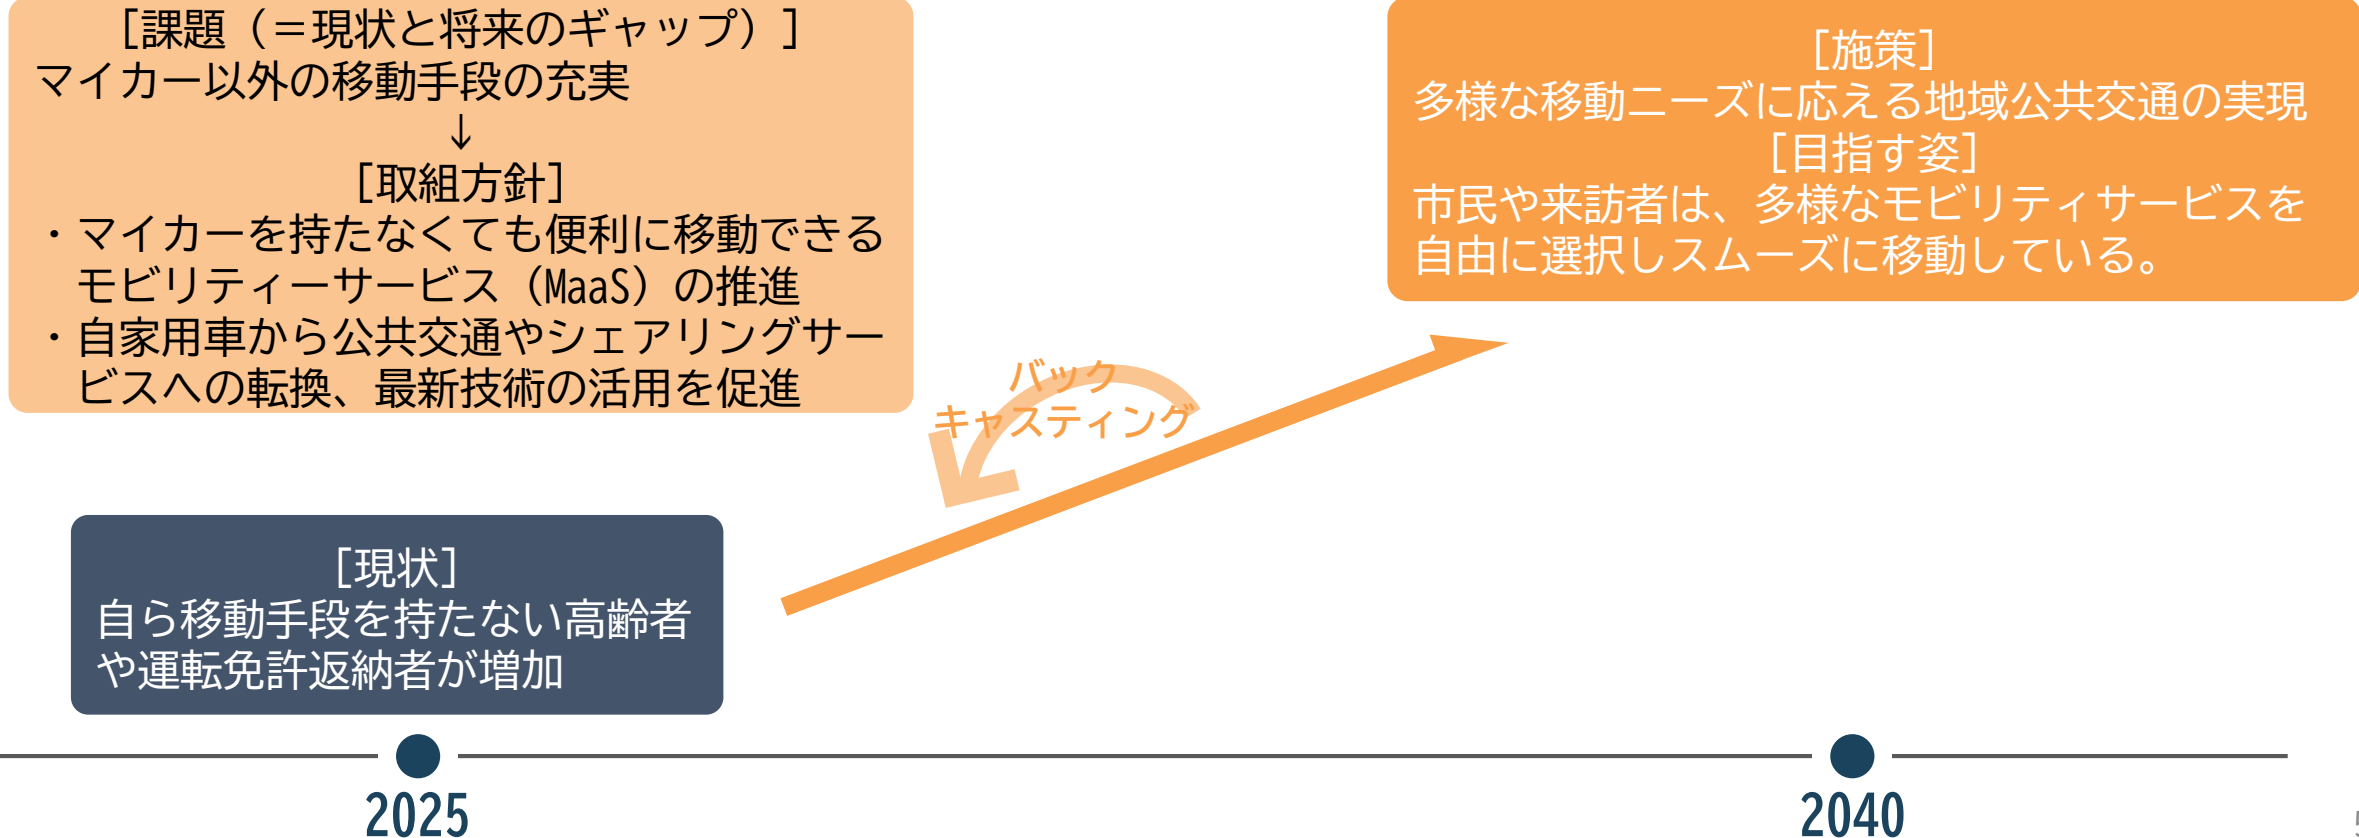 ［課題（＝現状と将来のギャップ）］
マイカー以外の移動手段の充実
↓
［取組方針］
・マイカーを持たなくても便利に移動できる
モビリティーサービス（MaaS）の推進
・自家用車から公共交通やシェアリングサー
ビスへの転換、最新技術の活用を促進
［施策］
多様な移動ニーズに応える地域公共交通の実現
［目指す姿］
市民や来訪者は、多様なモビリティサービスを
自由に選択しスムーズに移動している。
バック
キャスティング
［現状］
自ら移動手段を持たない高齢者
や運転免許返納者が増加
2025
2040